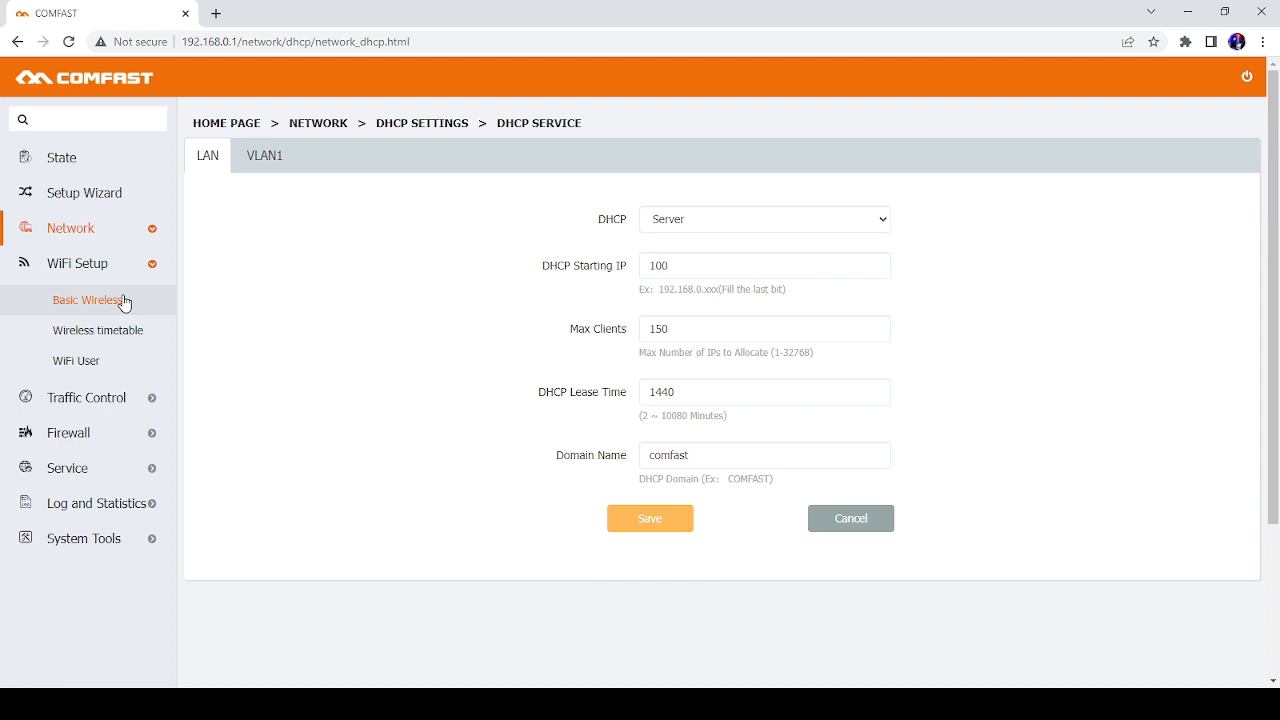 COMFAST
Not secure 192.168.0.1/network/dhcp/network_dhcp.html
COMFAST
HOME PAGE > NETWORK > DHCP SETTINGS > DHCP SERVICE
LAN VLAN1
State
Setup Wizard
Network
WiFi Setup
Basic Wireless
Wireless timetable
WiFi User
Traffic Control
Firewall
Service
Log and Statistics
System Tools
DHCP Server
DHCP Starting IP 100
Ex: 192.168.0.xxx(Fill the last bit)
Max Clients 150
Max Number of IPs to Allocate (1-32768)
DHCP Lease Time 1440
(2 ~ 10080 Minutes)
Domain Name comfast
DHCP Domain (Ex: COMFAST)
Save Cancel